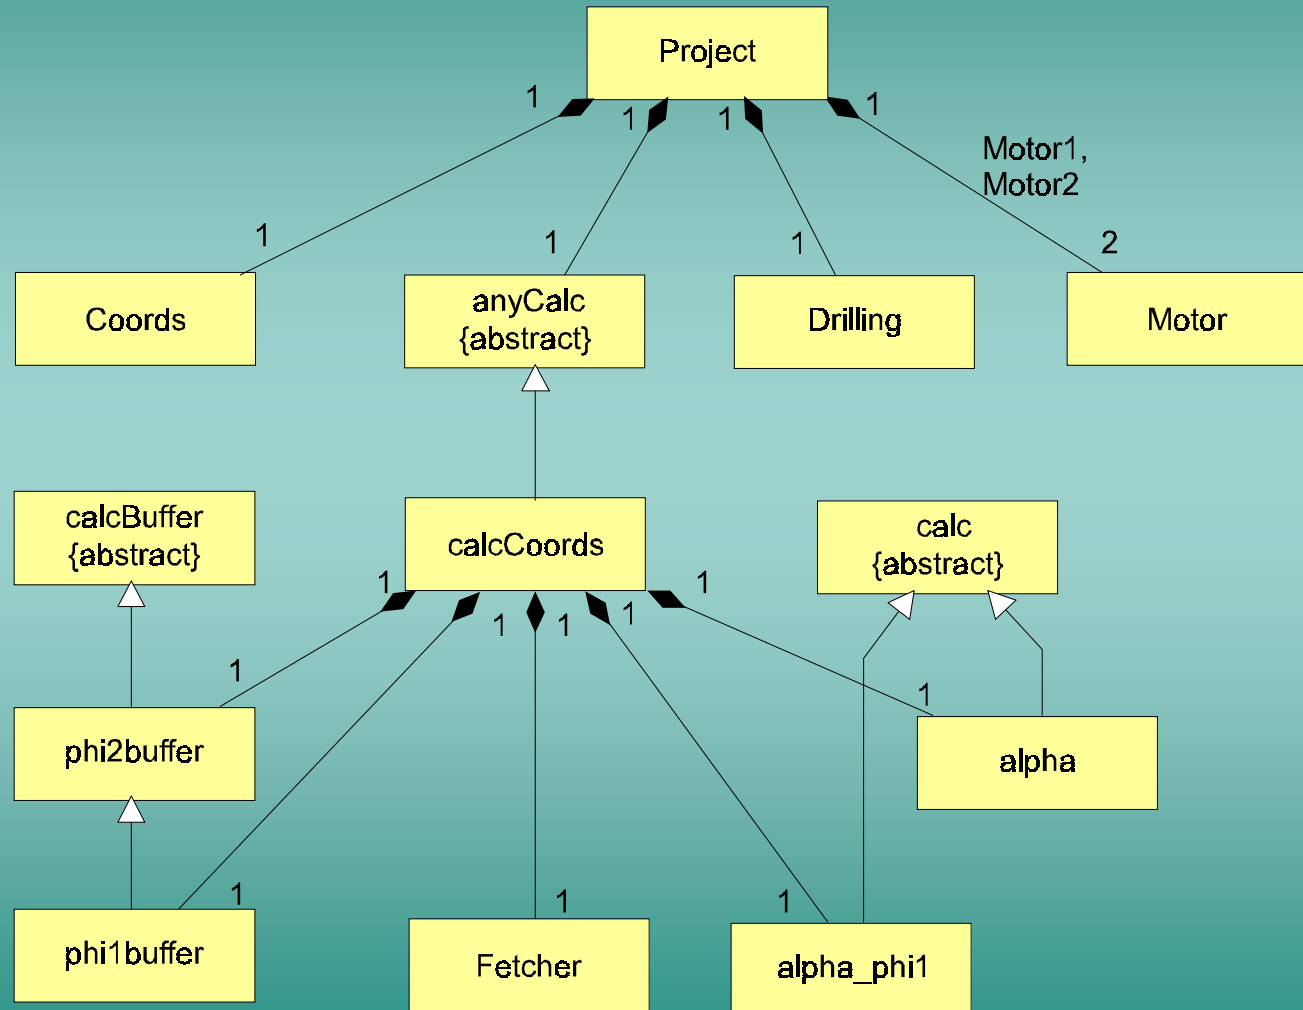 Project
1
1
1
1
Motor1,
Motor2
1
1
1
2
Coords
anyCalc
{abstract}
Drilling
Motor
calcBuffer
{abstract}
calcCoords
calc
{abstract}
1
1
1
1
1
1
1
phi2buffer
alpha
1
1
1
phi1buffer
Fetcher
alpha_phi1